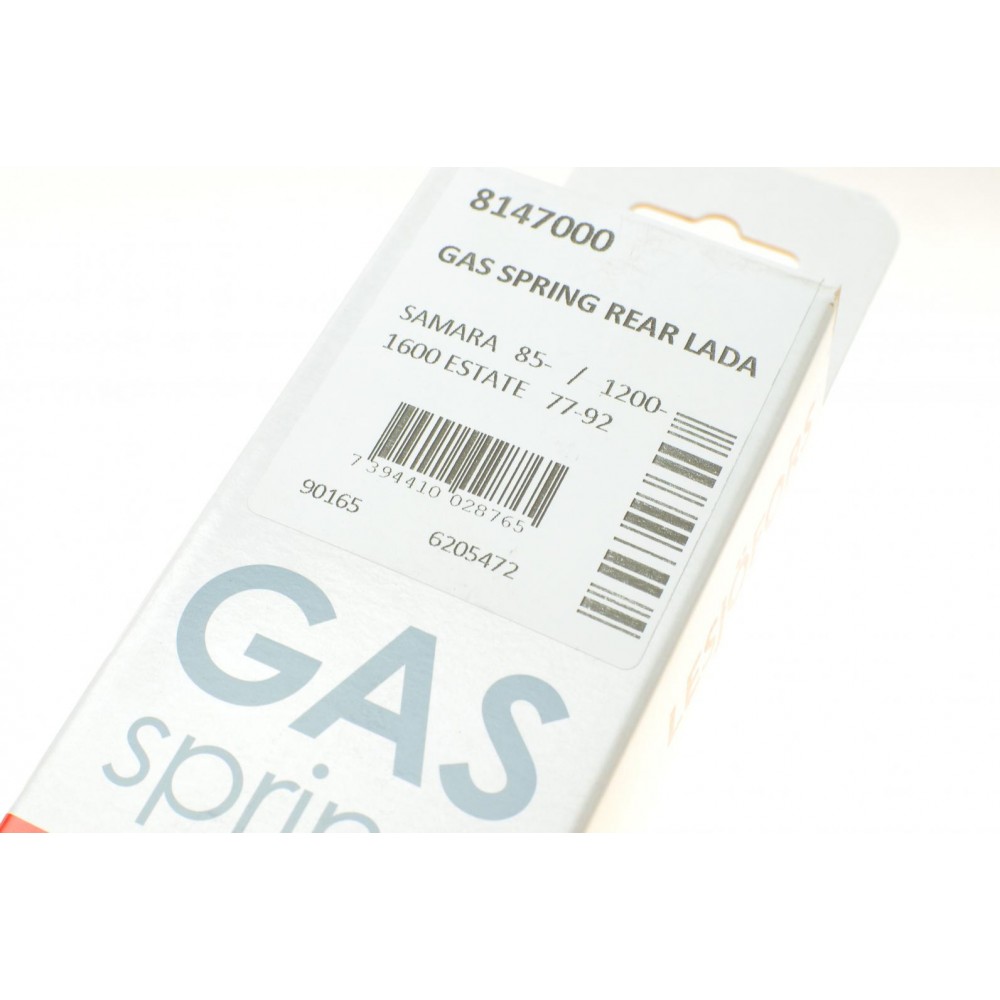 8147000
GAS SPRING REAR LADA
SAMARA 85- / 1200-
1600 ESTATE 77-92
7 394410 028765
90165
6205472
GAS
sprin